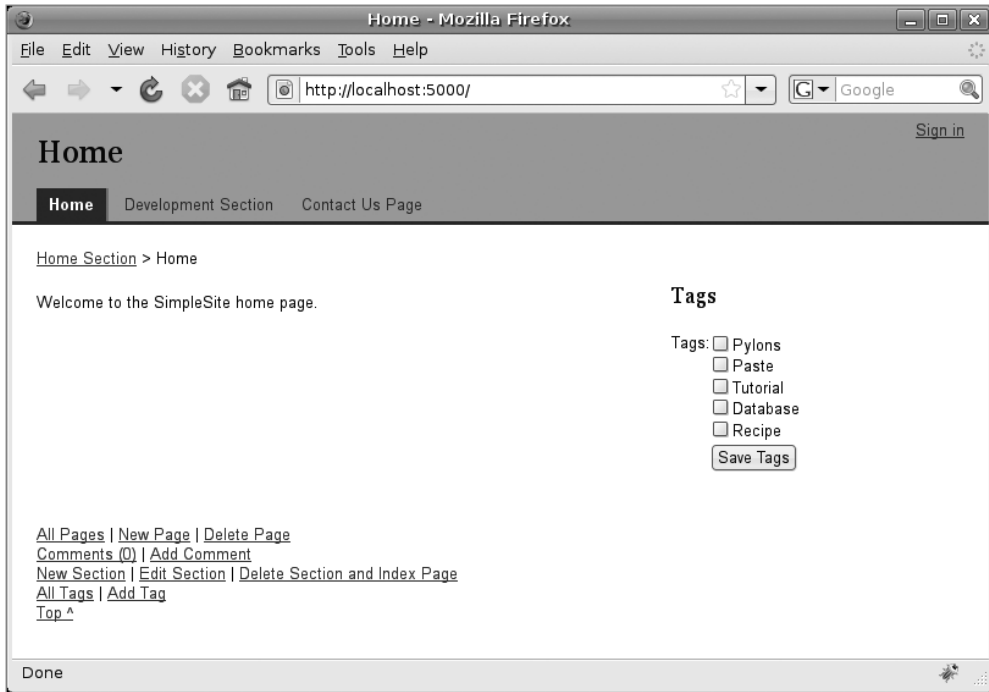 Home - Mozilla Firefox
File Edit View History Bookmarks Tools Help
http://localhost:5000/ G Google
Sign in
Home
Home Development Section Contact Us Page
Home Section > Home
Welcome to the SimpleSite home page.
Tags
Tags: Pylons
Paste
Tutorial
Database
Recipe
Save Tags
All Pages | New Page | Delete Page
Comments (0) | Add Comment
New Section | Edit Section | Delete Section and Index Page
All Tags | Add Tag
Top ^
Done